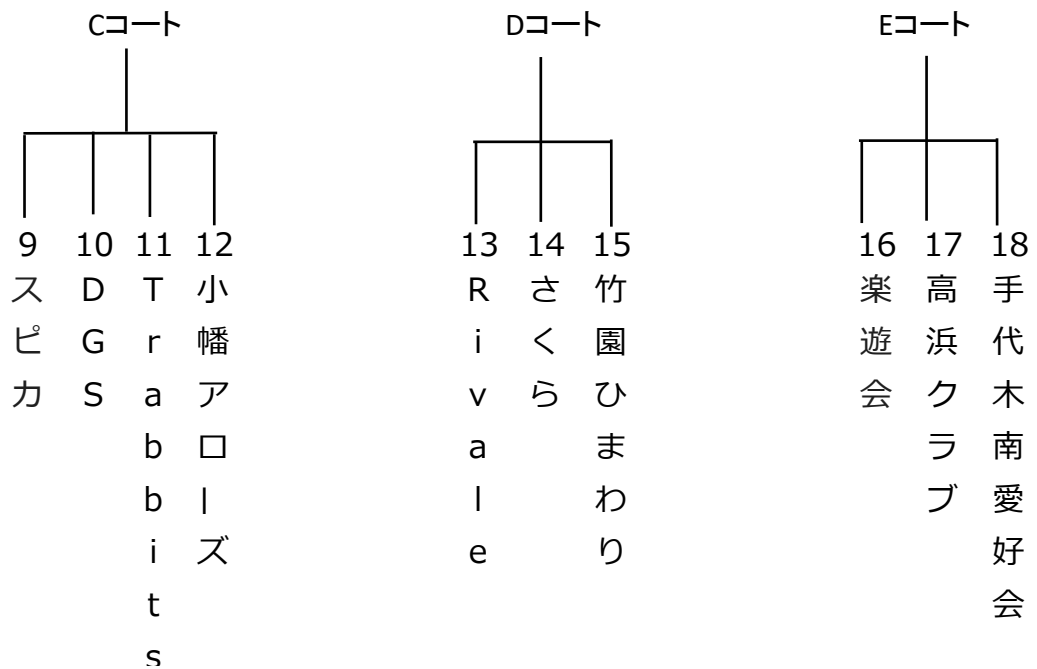 Cコート
9 スピカ
10 DGS
11 Trabbits
12 小幡アローズ
Dコート
13 Rivale
14 さくら
15 竹園ひまわり
Eコート
16 楽遊会
17 高浜クラブ
18 手代木南愛好会